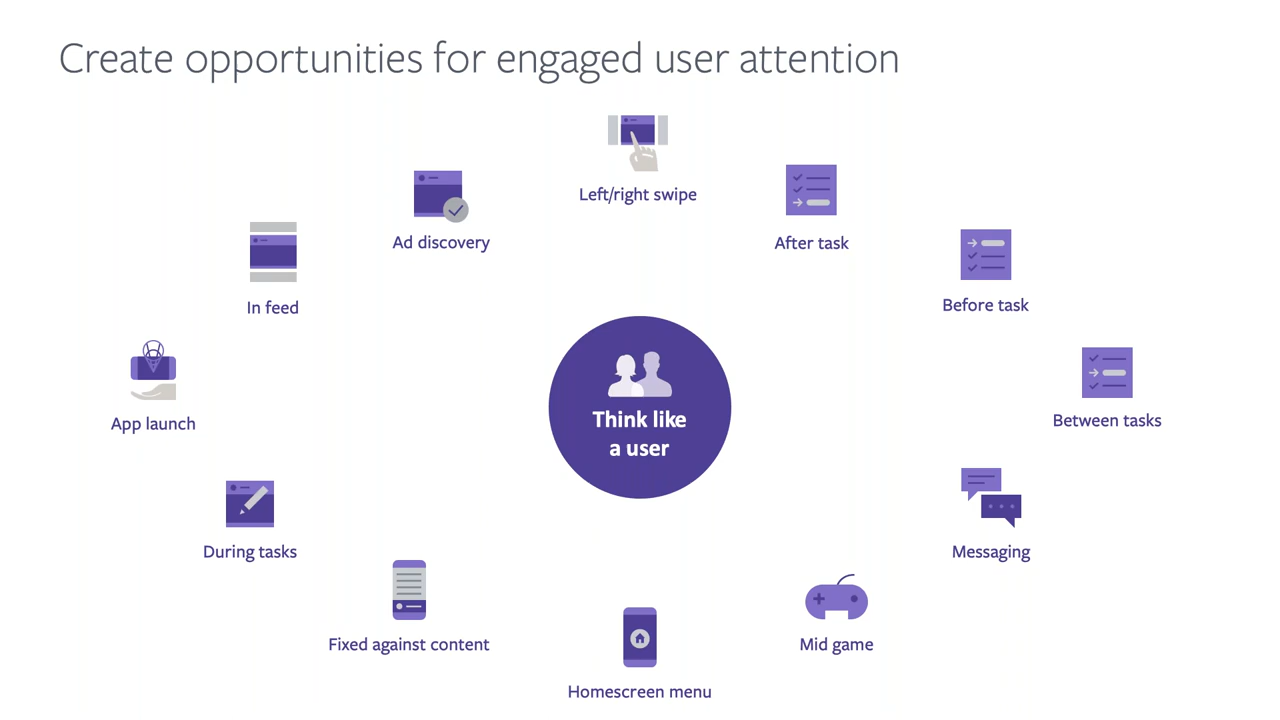 Create opportunities for engaged user attention
Left/right swipe
Ad discovery
After task
In feed
Before task
App launch
Think like
a user
Between tasks
During tasks
Messaging
Fixed against content
Mid game
Homescreen menu